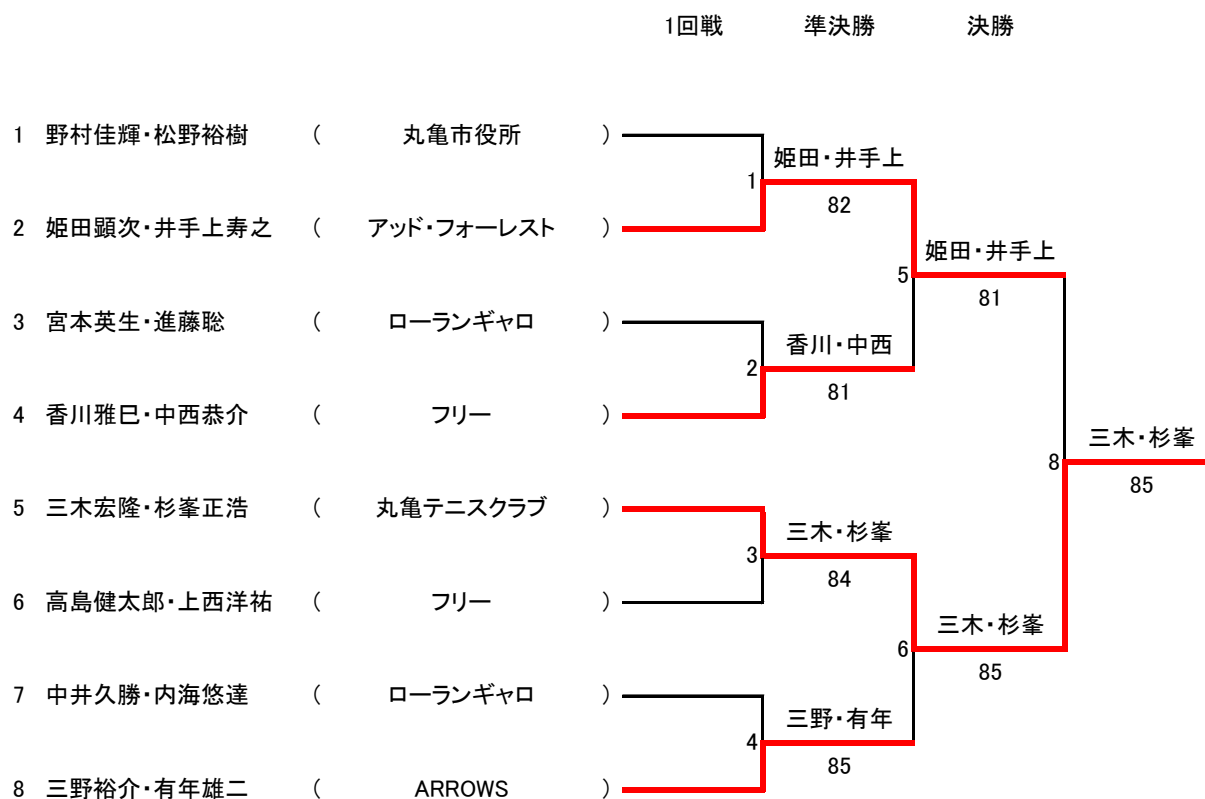 1回戦 準決勝 決勝
1 野村佳輝・松野裕樹 ( 丸亀市役所 )
姫田・井手上
1
82
2 姫田顕次・井手上寿之 ( アッド・フォーレスト )
姫田・井手上
5
81
3 宮本英生・進藤聡 ( ローランギャロ )
香川・中西
2
81
4 香川雅巳・中西恭介 ( フリー )
三木・杉峯
8
85
5 三木宏隆・杉峯正浩 ( 丸亀テニスクラブ )
三木・杉峯
3
84
6 高島健太郎・上西洋祐 ( フリー )
三木・杉峯
6
85
7 中井久勝・内海悠達 ( ローランギャロ )
三野・有年
4
85
8 三野裕介・有年雄二 ( ARROWS )